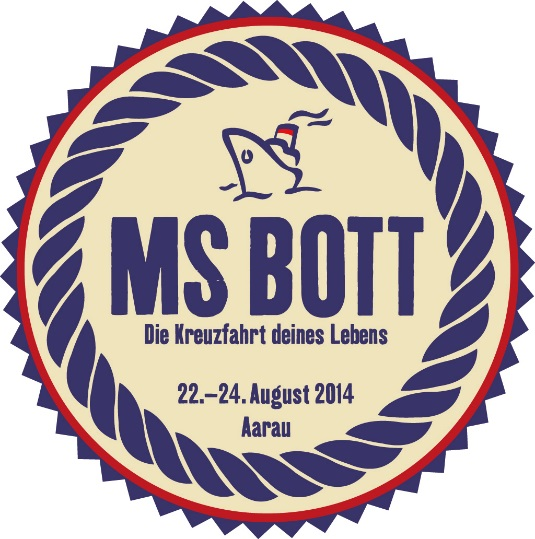 MS BOTT
Die Kreuzfahrt deines Lebens
22.–24. August 2014
Aarau